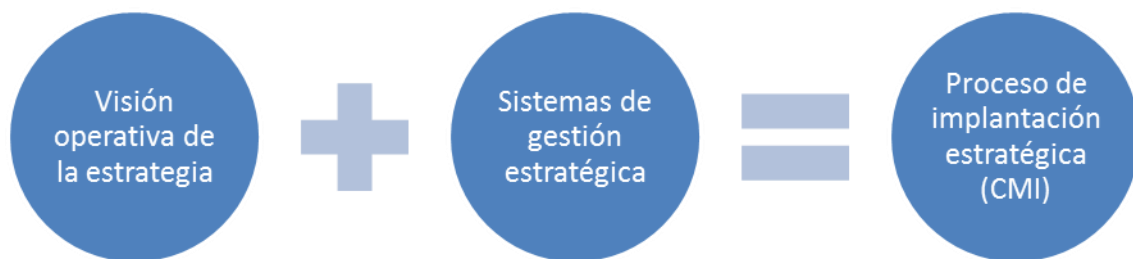 Visión
operativa de
la estrategia
Sistemas de
gestión
estratégica
Proceso de
implantación
estratégica
(CMI)